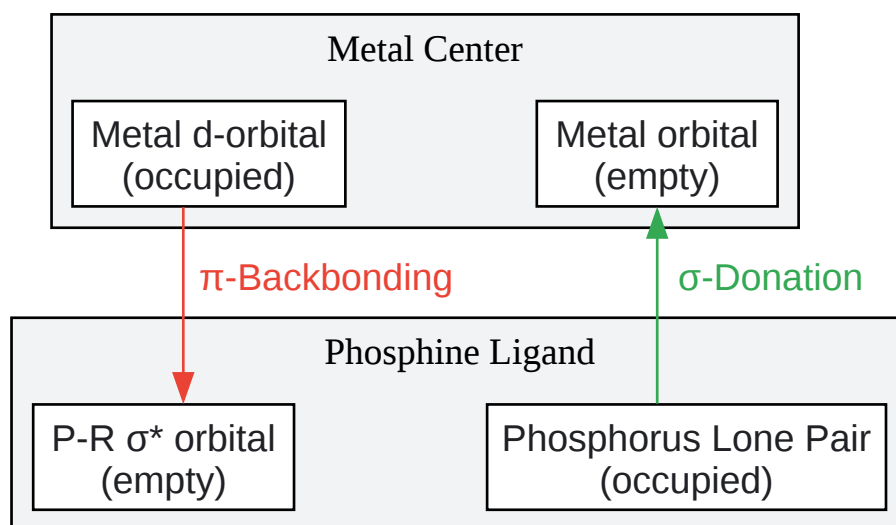 Metal Center
Metal d-orbital
(occupied)
Metal orbital
(empty)
π-Backbonding
σ-Donation
Phosphine Ligand
P-R σ* orbital
(empty)
Phosphorus Lone Pair
(occupied)